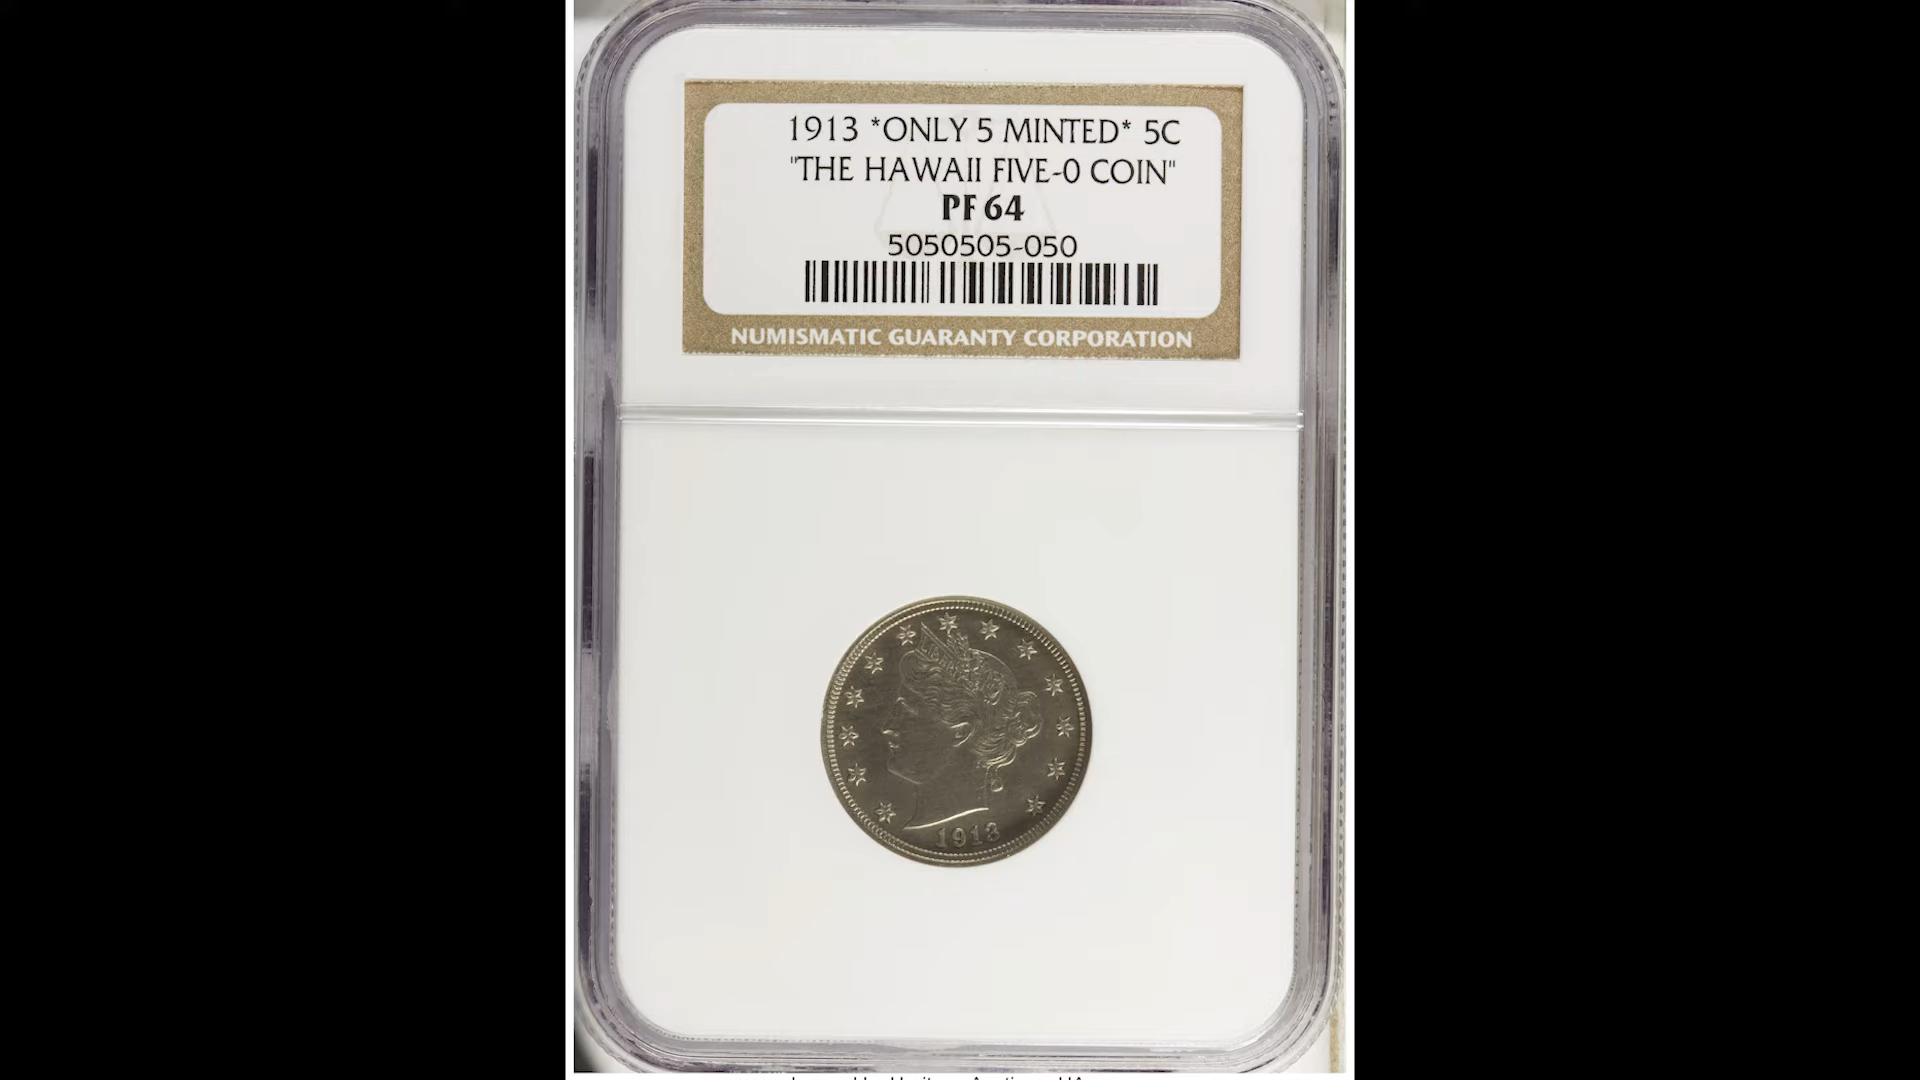 1913 *ONLY 5 MINTED* 5C
"THE HAWAII FIVE-0 COIN"
PF 64
5050505-050
NUMISMATIC GUARANTY CORPORATION
1913